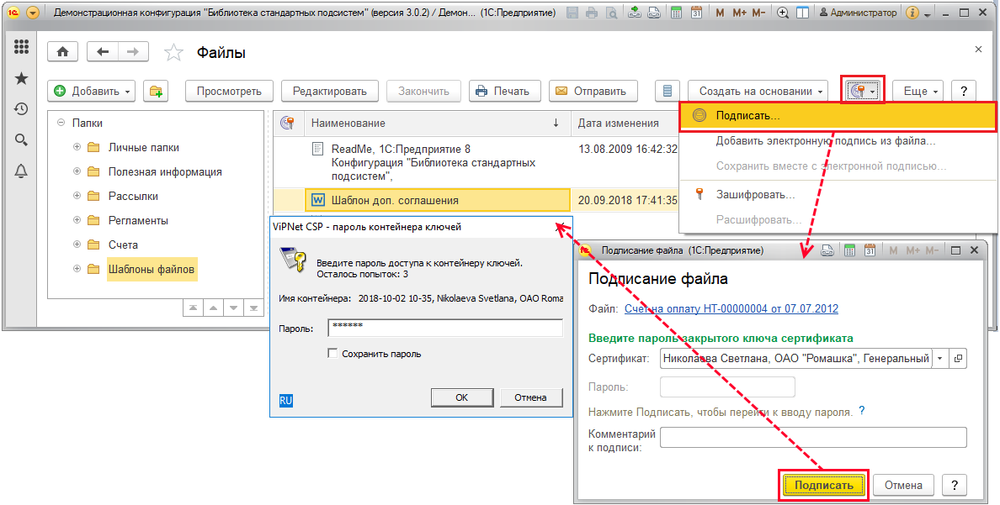 Демонстрационная конфигурация "Библиотека стандартных подсистем" (версия 3.0.2) / Демон... (1С:Предприятие)
M M+ M-
Администратор
Файлы
Добавить
Просмотреть
Редактировать
Закончить
Печать
Отправить
Создать на основании
Еще
?
Подписать...
Добавить электронную подпись из файла...
Сохранить вместе с электронной подписью...
Зашифровать...
Расшифровать...
Папки
Личные папки
Полезная информация
Рассылки
Регламенты
Счета
Шаблоны файлов
Наименование ↓ Дата изменения
ReadMe, 1С:Предприятие 8 13.08.2009 16:42:32
Конфигурация "Библиотека стандартных
подсистем",
Шаблон доп. соглашения 20.09.2018 17:41:35
ViPNet CSP - пароль контейнера ключей
Введите пароль доступа к контейнеру ключей.
Осталось попыток: 3
Имя контейнера: 2018-10-02 10-35, Nikolaeva Svetlana, ОАО Roma
Пароль: ******
Сохранить пароль
RU
OK
Отмена
Подписание файла (1С:Предприятие)
M M+ M-
Подписание файла
Файл: Счет на оплату НТ-00000004 от 07.07.2012
Введите пароль закрытого ключа сертификата
Сертификат: Николаева Светлана, ОАО "Ромашка", Генеральный
Пароль:
Нажмите Подписать, чтобы перейти к вводу пароля. ?
Комментарий
к подписи:
Подписать
Отмена
?